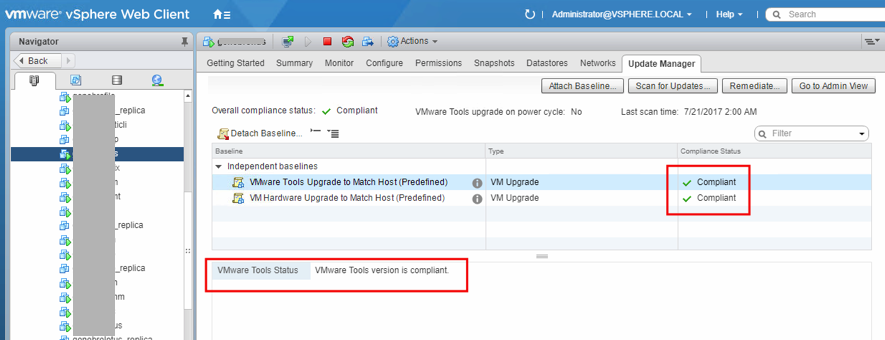 vmware® vSphere Web Client
Administrator@VSPHERE.LOCAL
Help
Search
Navigator
Actions
Back
Getting Started Summary Monitor Configure Permissions Snapshots Datastores Networks Update Manager
Attach Baseline... Scan for Updates... Remediate... Go to Admin View
Overall compliance status: Compliant VMware Tools upgrade on power cycle: No Last scan time: 7/21/2017 2:00 AM
Detach Baseline...
Filter
Baseline Type Compliance Status
Independent baselines
VMware Tools Upgrade to Match Host (Predefined) VM Upgrade Compliant
VM Hardware Upgrade to Match Host (Predefined) VM Upgrade Compliant
VMware Tools Status VMware Tools version is compliant.
_replica
ticli
_replica
_replica
_replica